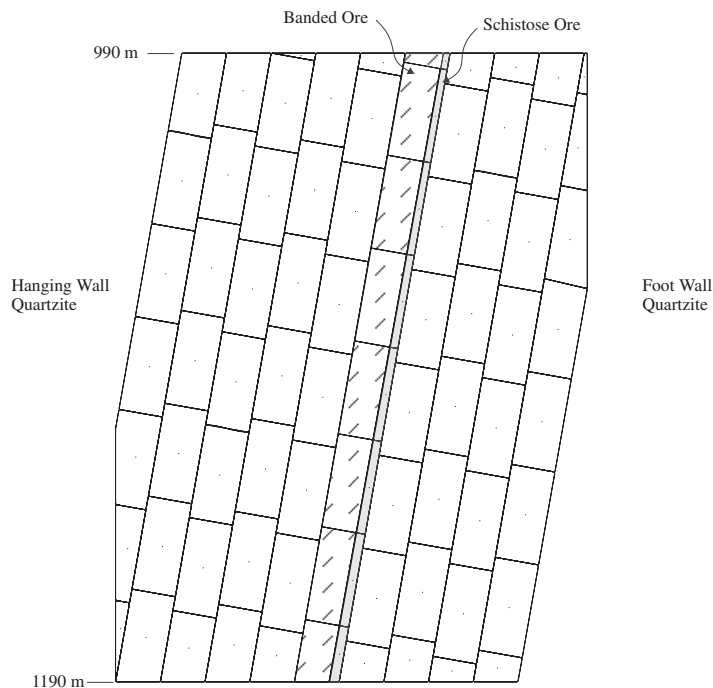 Banded Ore
Schistose Ore
990 m
Hanging Wall
Quartzite
Foot Wall
Quartzite
1190 m